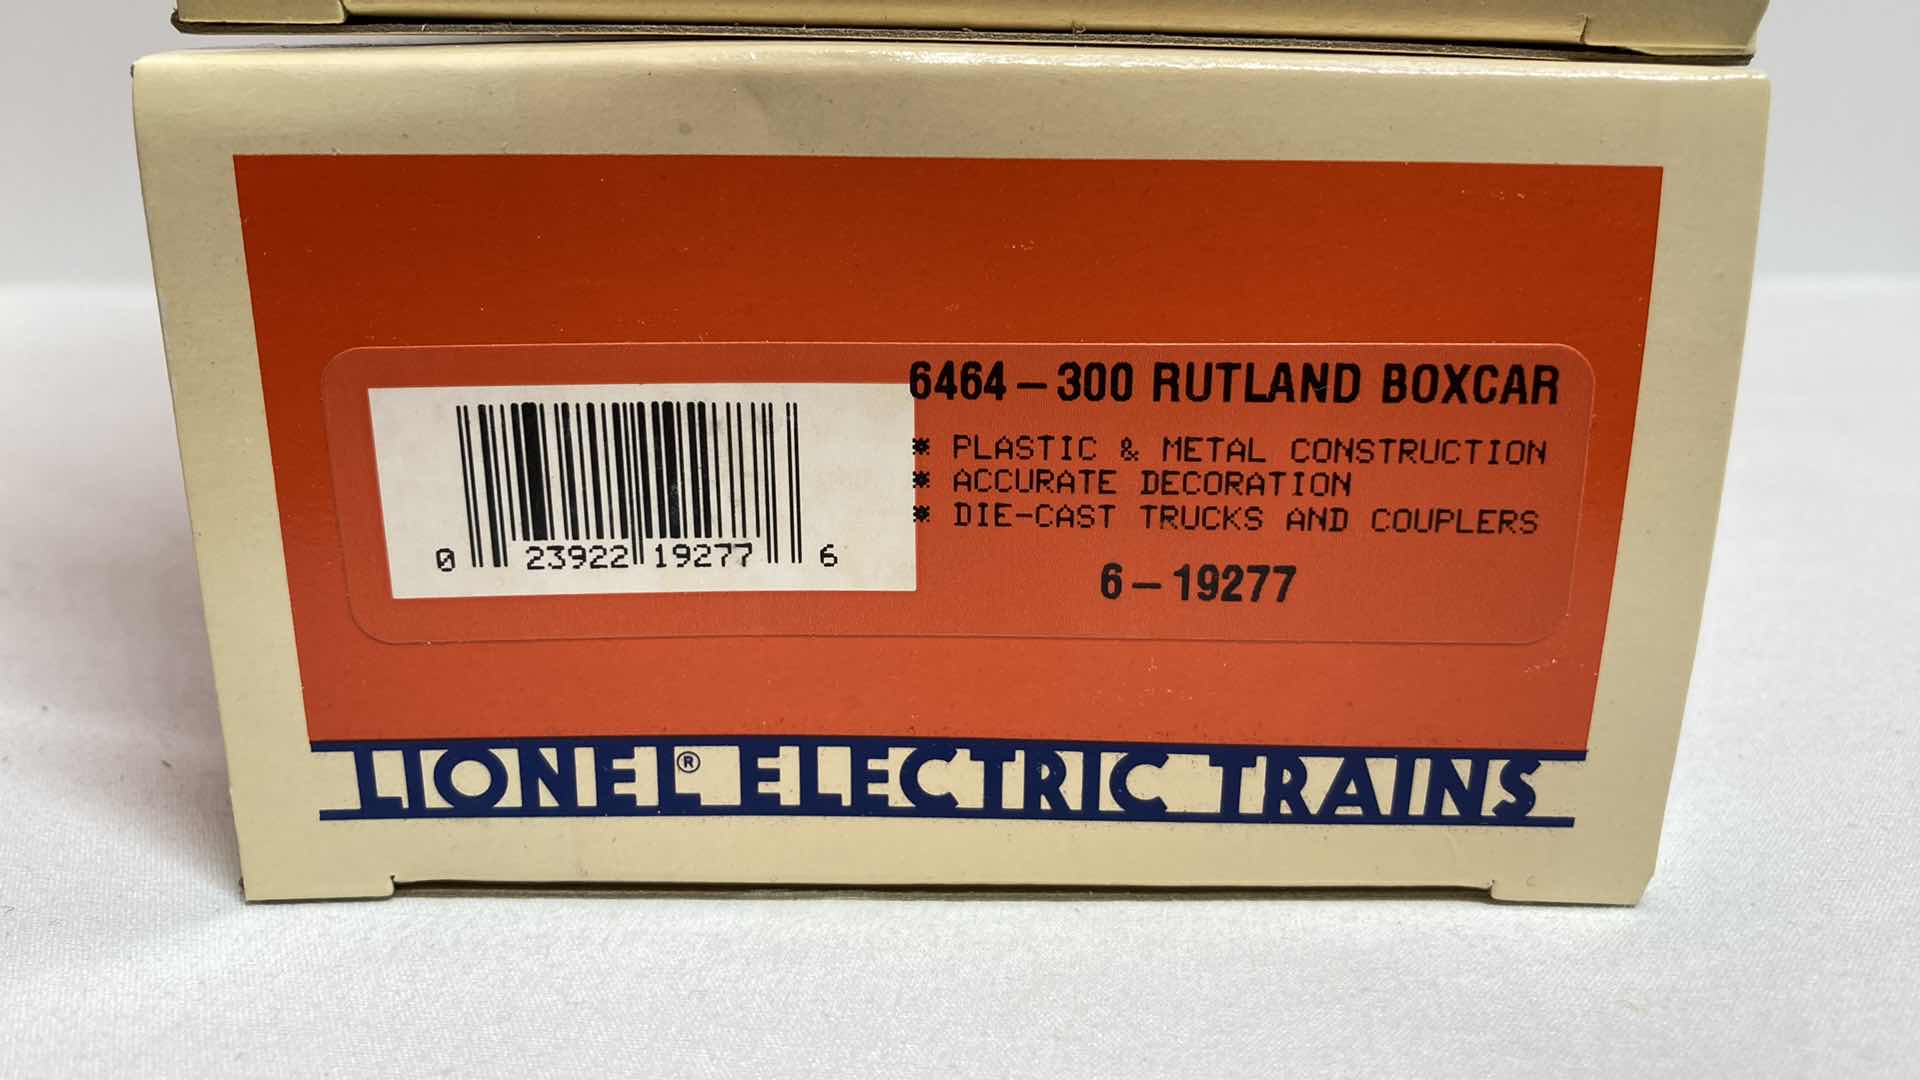 6464-300 RUTLAND BOXCAR
* PLASTIC & METAL CONSTRUCTION
* ACCURATE DECORATION
* DIE-CAST TRUCKS AND COUPLERS
0 23922 19277 6
6-19277
LIONEL® ELECTRIC TRAINS